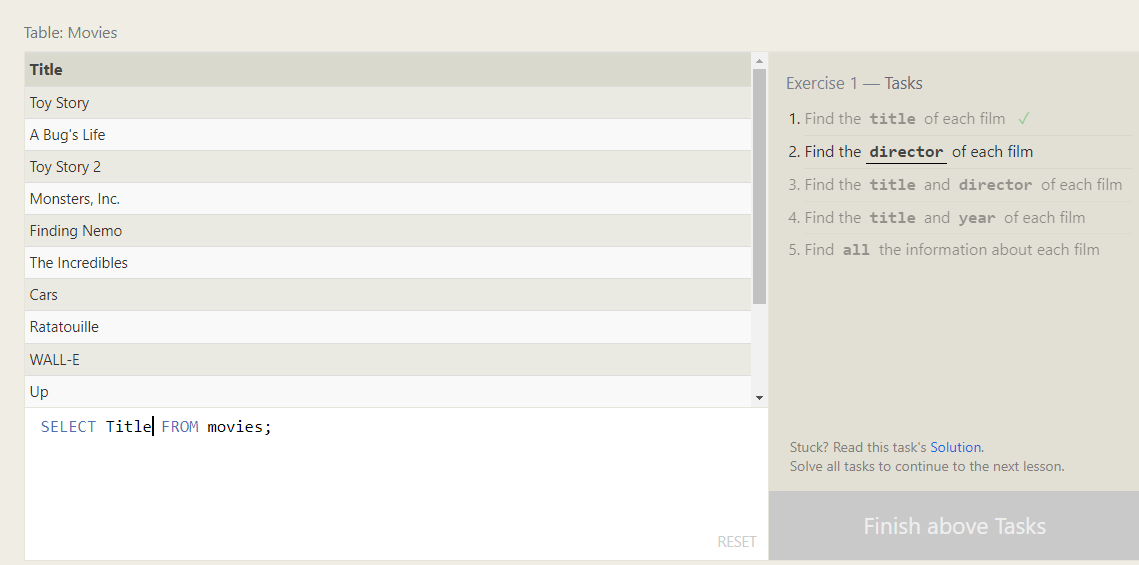 Table: Movies
Title
Toy Story
A Bug's Life
Toy Story 2
Monsters, Inc.
Finding Nemo
The Incredibles
Cars
Ratatouille
WALL-E
Up
SELECT Title FROM movies;
RESET
Exercise 1 — Tasks
1. Find the title of each film ✓
2. Find the director of each film
3. Find the title and director of each film
4. Find the title and year of each film
5. Find all the information about each film
Stuck? Read this task's Solution.
Solve all tasks to continue to the next lesson.
Finish above Tasks